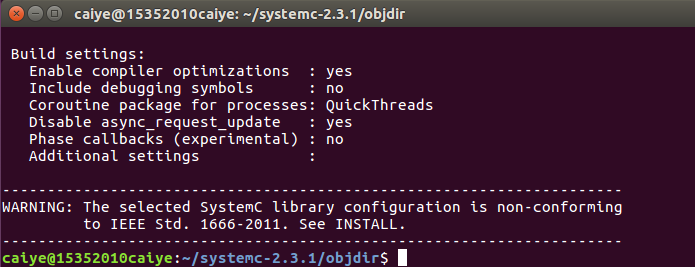 caiye@15352010caiye: ~/systemc-2.3.1/objdir
Build settings:
Enable compiler optimizations : yes
Include debugging symbols : no
Coroutine package for processes: QuickThreads
Disable async_request_update : yes
Phase callbacks (experimental) : no
Additional settings :
---------------------------------------------------------------------
WARNING: The selected SystemC library configuration is non-conforming
to IEEE Std. 1666-2011. See INSTALL.
---------------------------------------------------------------------
caiye@15352010caiye:~/systemc-2.3.1/objdir$